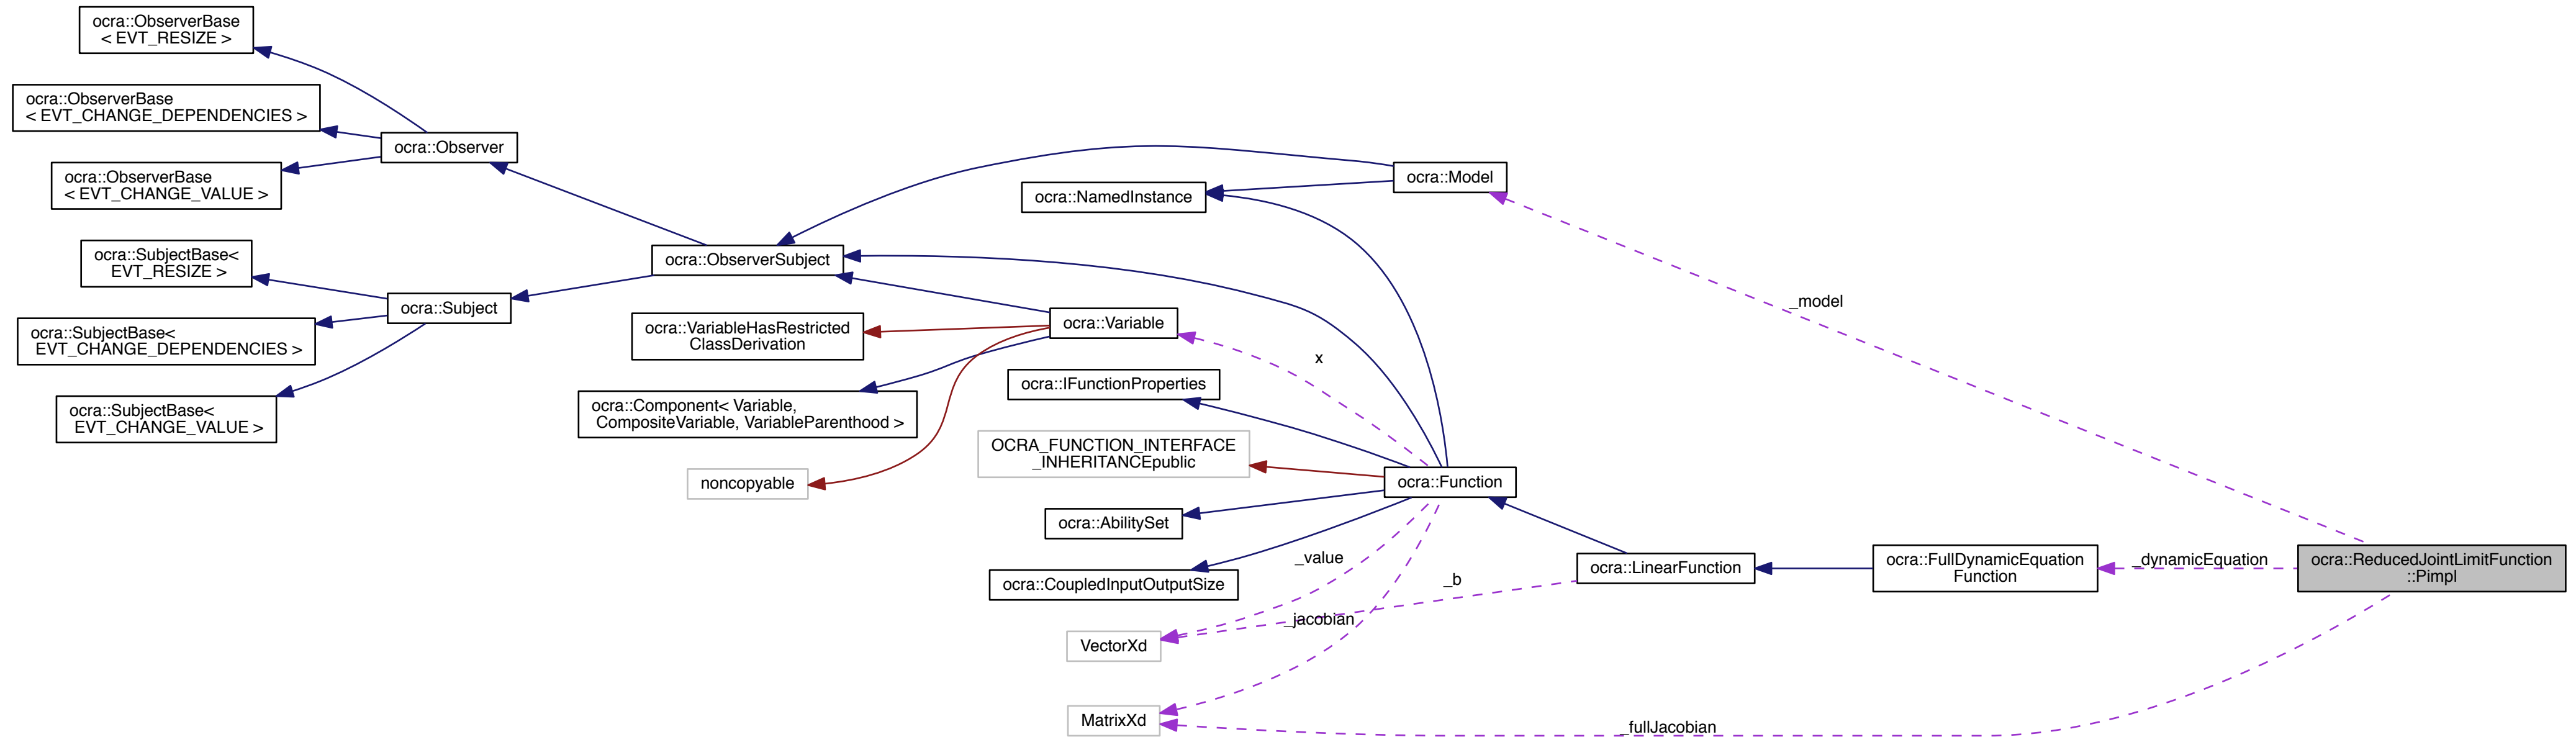 ocra::ObserverBase
< EVT_RESIZE >
ocra::ObserverBase
< EVT_CHANGE_DEPENDENCIES >
ocra::Observer
ocra::ObserverBase
< EVT_CHANGE_VALUE >
ocra::Model
ocra::NamedInstance
ocra::SubjectBase<
EVT_RESIZE >
ocra::ObserverSubject
_model
ocra::Subject
ocra::SubjectBase<
EVT_CHANGE_DEPENDENCIES >
ocra::VariableHasRestricted
ClassDerivation
ocra::Variable
x
ocra::SubjectBase<
EVT_CHANGE_VALUE >
ocra::Component< Variable,
CompositeVariable, VariableParenthood >
ocra::IFunctionProperties
OCRA_FUNCTION_INTERFACE
_INHERITANCEpublic
noncopyable
ocra::Function
ocra::AbilitySet
_value
ocra::CoupledInputOutputSize
_b
ocra::LinearFunction
ocra::FullDynamicEquation
Function
_dynamicEquation
ocra::ReducedJointLimitFunction
::Pimpl
_jacobian
VectorXd
MatrixXd
_fullJacobian